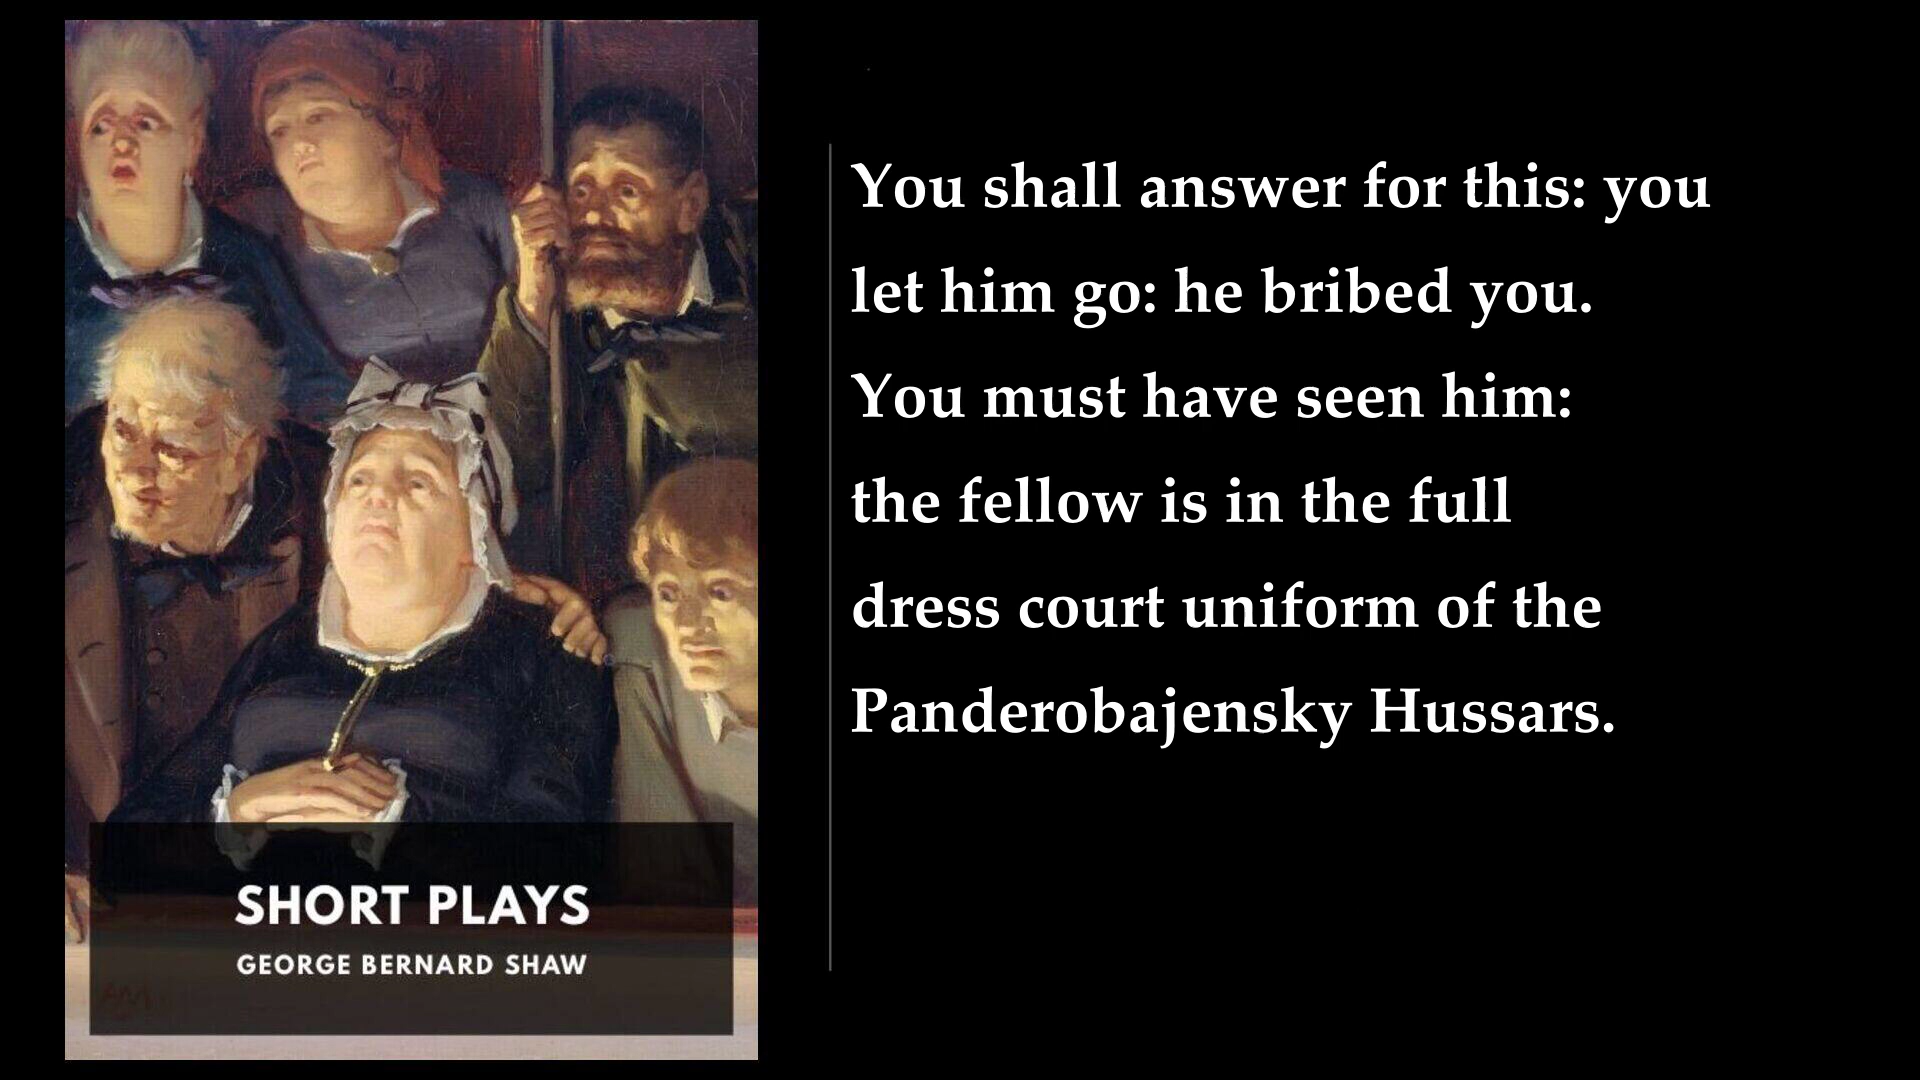 You shall answer for this: you
let him go: he bribed you.
You must have seen him:
the fellow is in the full
dress court uniform of the
Panderobajensky Hussars.
SHORT PLAYS
GEORGE BERNARD SHAW